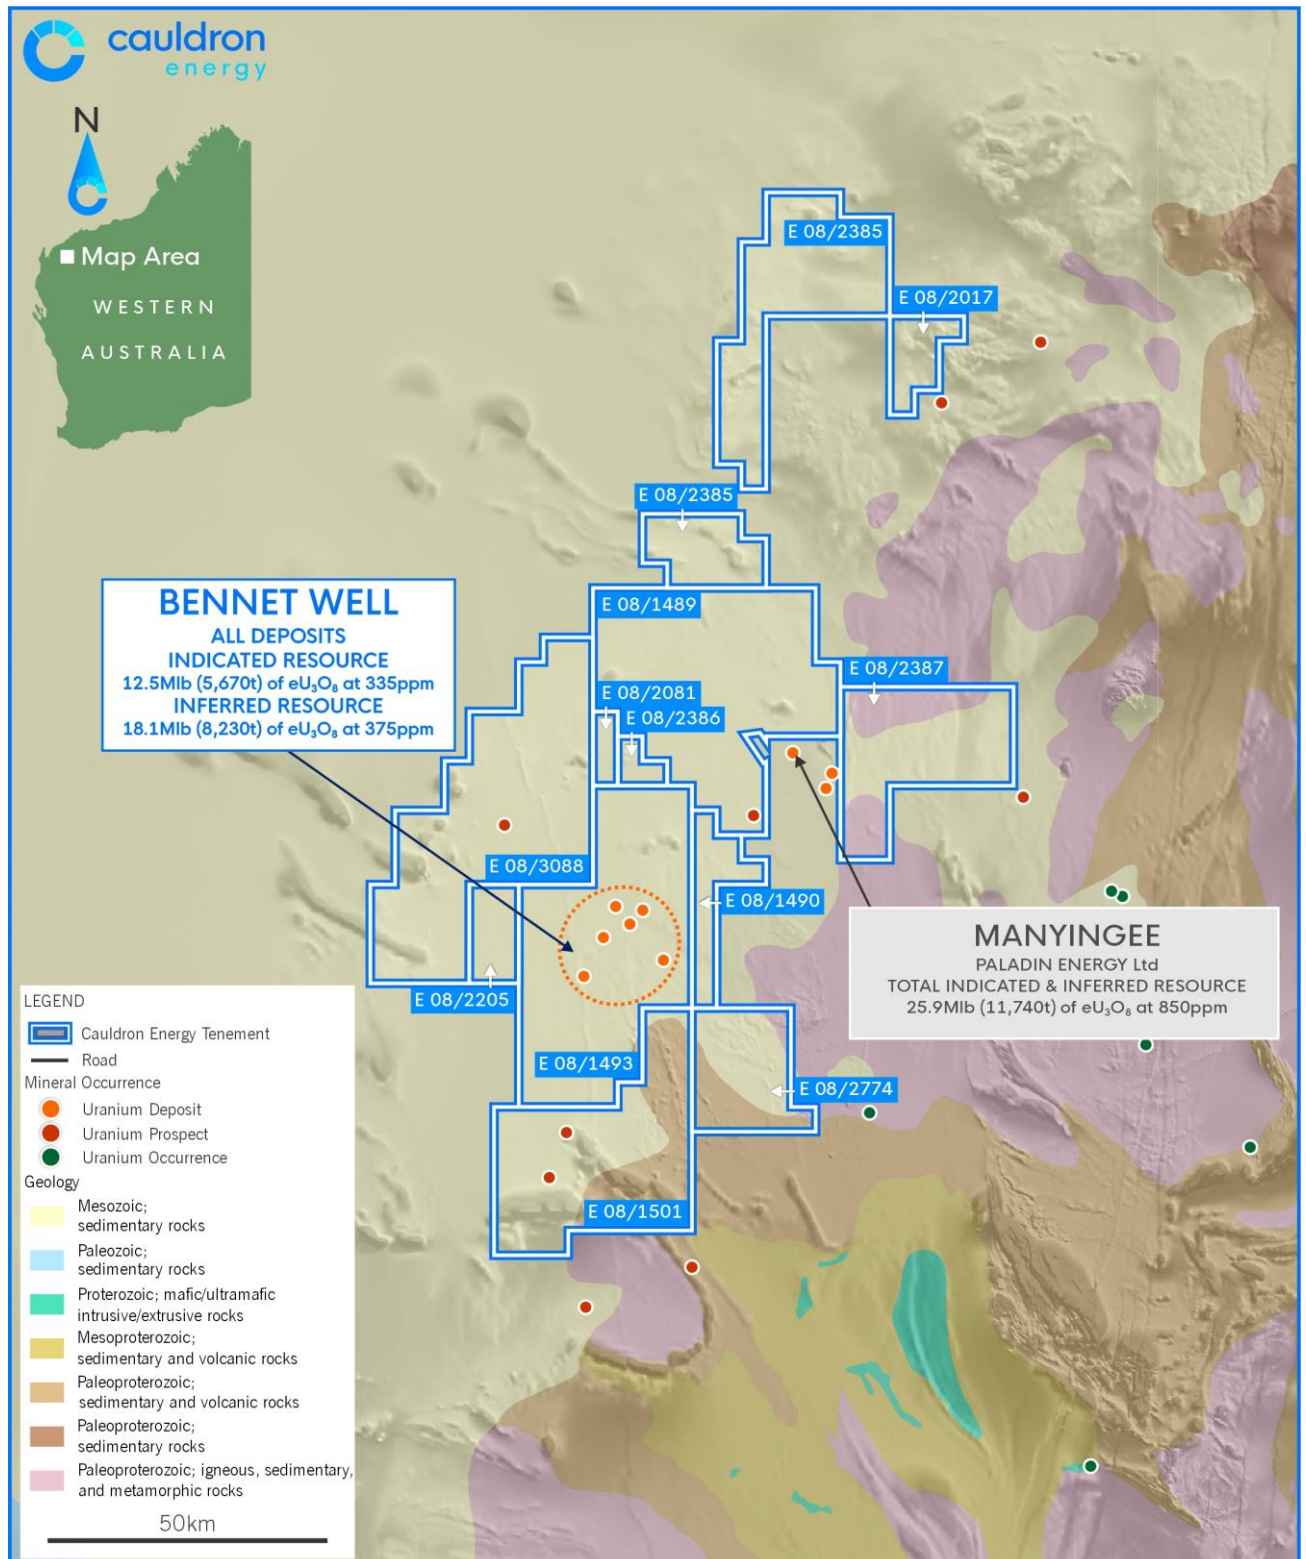 cauldron
energy
N
Map Area
WESTERN
AUSTRALIA
E 08/2385
E 08/2017
E 08/2385
E 08/1489
BENNET WELL
ALL DEPOSITS
INDICATED RESOURCE
12.5Mlb (5,670t) of eU₃O₈ at 335ppm
INFERRED RESOURCE
18.1Mlb (8,230t) of eU₃O₈ at 375ppm
E 08/2387
E 08/2081
E 08/2386
E 08/3088
E 08/1490
MANYINGEE
PALADIN ENERGY Ltd
TOTAL INDICATED & INFERRED RESOURCE
25.9Mlb (11,740t) of eU₃O₈ at 850ppm
E 08/2205
E 08/1493
E 08/2774
E 08/1501
LEGEND
Cauldron Energy Tenement
Road
Mineral Occurrence
Uranium Deposit
Uranium Prospect
Uranium Occurrence
Geology
Mesozoic;
sedimentary rocks
Paleozoic;
sedimentary rocks
Proterozoic; mafic/ultramafic
intrusive/extrusive rocks
Mesoproterozoic;
sedimentary and volcanic rocks
Paleoproterozoic;
sedimentary and volcanic rocks
Paleoproterozoic;
sedimentary rocks
Paleoproterozoic; igneous, sedimentary,
and metamorphic rocks
50km